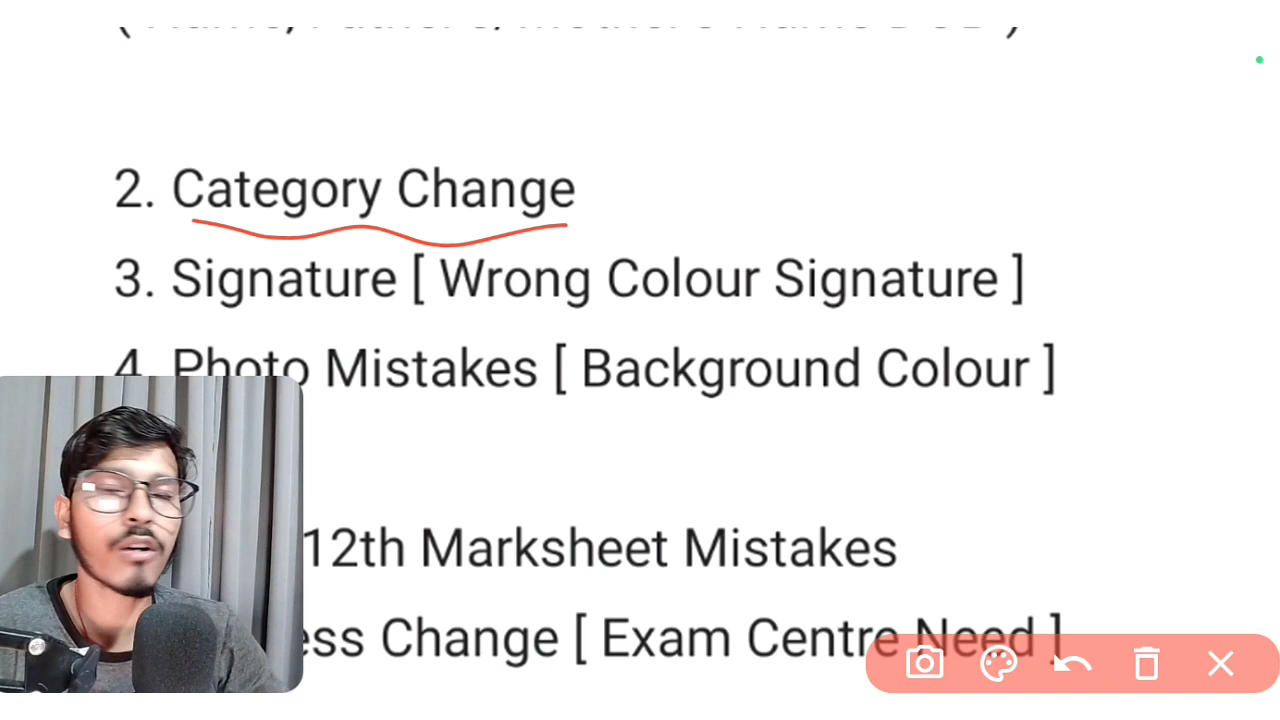 2. Category Change
3. Signature [ Wrong Colour Signature ]
4. Photo Mistakes [ Background Colour ]
12th Marksheet Mistakes
Change [ Exam Centre Need ]